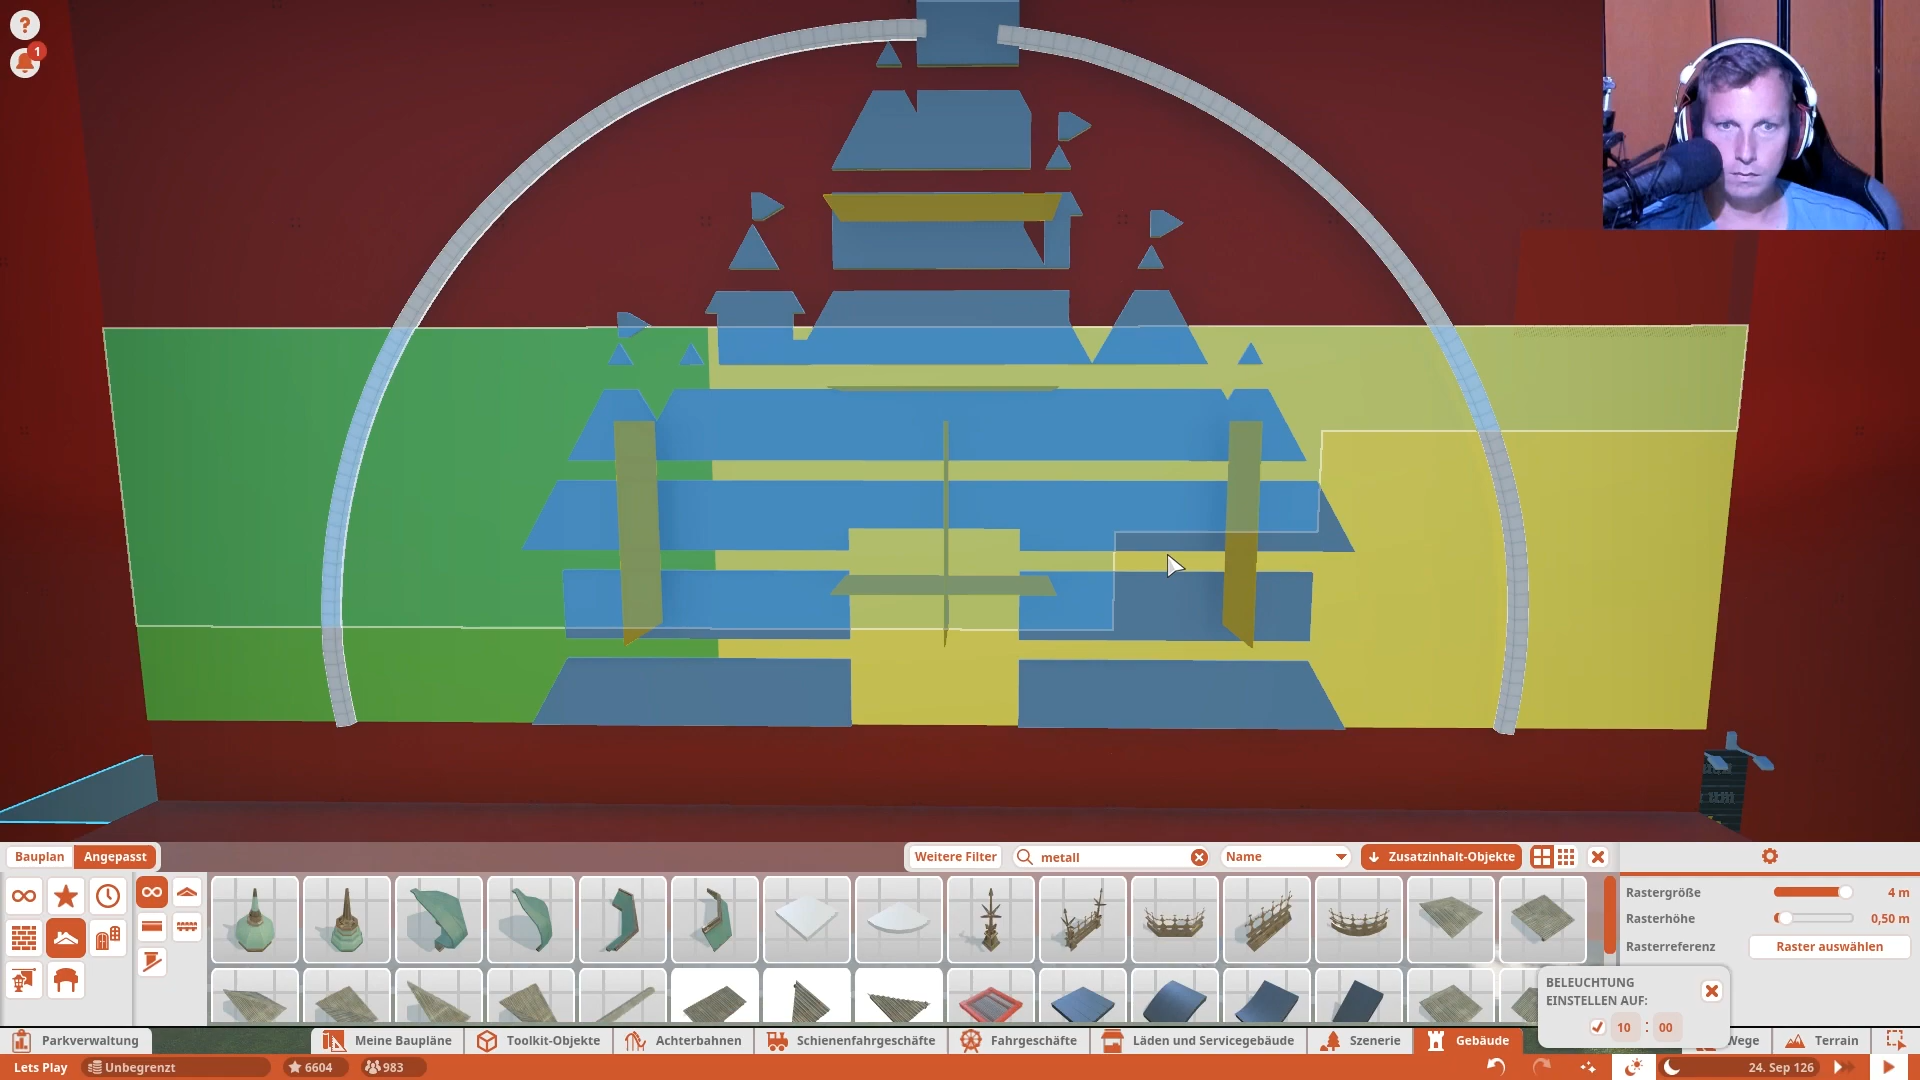 ?
1
Bauplan
Angepasst
Weitere Filter
metall
Name
Zusatzinhalt-Objekte
Rastergröße
4 m
Rasterhöhe
0,50 m
Rasterreferenz
Raster auswählen
BELEUCHTUNG
EINSTELLEN AUF:
10 : 00
Parkverwaltung
Meine Baupläne
Toolkit-Objekte
Achterbahnen
Schienenfahrgeschäfte
Fahrgeschäfte
Läden und Servicegebäude
Szenerie
Gebäude
Wege
Terrain
Lets Play
Unbegrenzt
6604
983
24. Sep 126